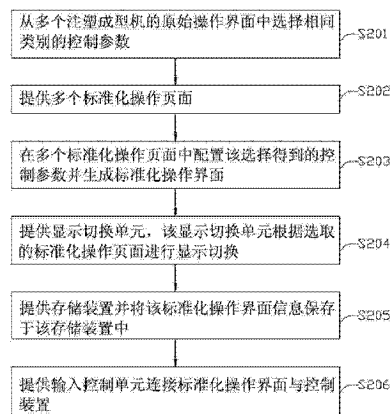 从多个注塑成型机的原始操作界面中选择相同
类别的控制参数
S201
提供多个标准化操作页面
S202
在多个标准化操作页面中配置该选择得到的控
制参数并生成标准化操作界面
S203
提供显示切换单元，该显示切换单元根据选取
的标准化操作页面进行显示切换
S204
提供存储装置并将该标准化操作界面信息保存
于该存储装置中
S205
提供输入控制单元连接标准化操作界面与控制
装置
S206